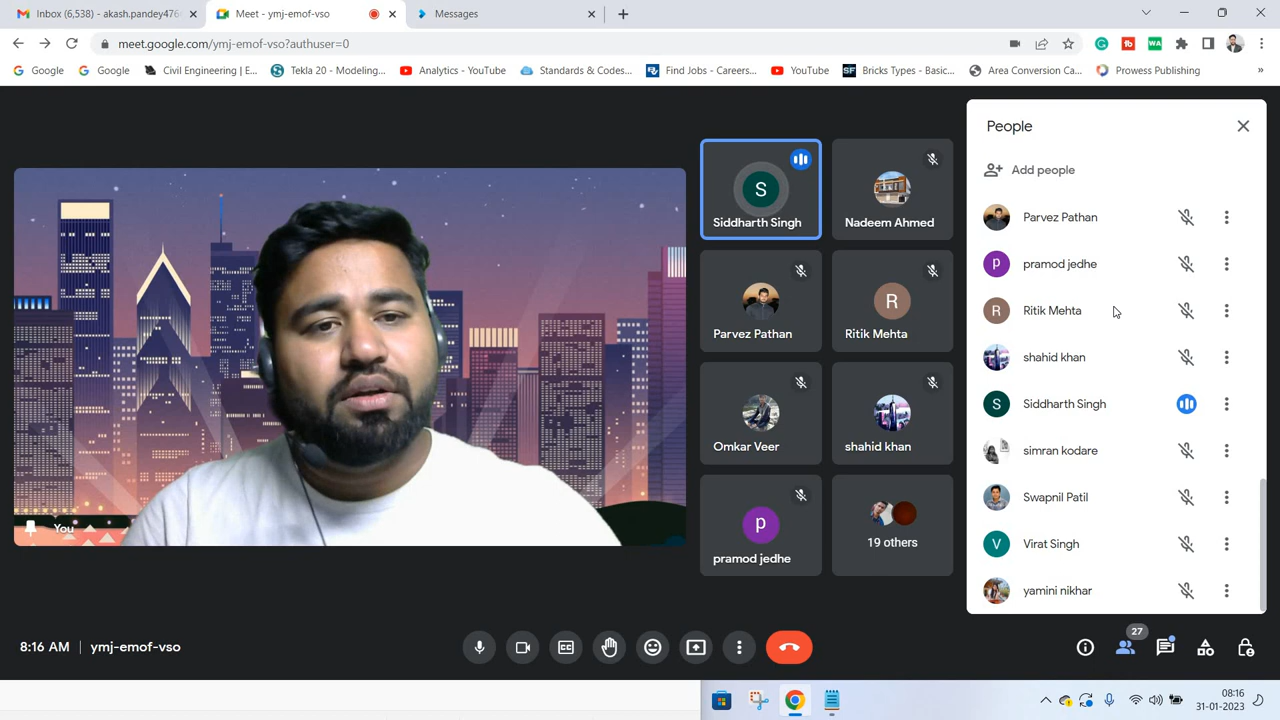 Inbox (6,538) - akash.pandey476
Meet - ymj-emof-vso
Messages
meet.google.com/ymj-emof-vso?authuser=0
Google
Google
Civil Engineering | E...
Tekla 20 - Modeling...
Analytics - YouTube
Standards & Codes...
Find Jobs - Careers...
YouTube
SF
Bricks Types - Basic...
Area Conversion Ca...
Prowess Publishing
»
People
Add people
Parvez Pathan
p
pramod jedhe
R
Ritik Mehta
shahid khan
S
Siddharth Singh
simran kodare
Swapnil Patil
V
Virat Singh
yamini nikhar
S
Siddharth Singh
Nadeem Ahmed
Parvez Pathan
R
Ritik Mehta
Omkar Veer
shahid khan
p
pramod jedhe
19 others
You
8:16 AM | ymj-emof-vso
27
08:16
31-01-2023